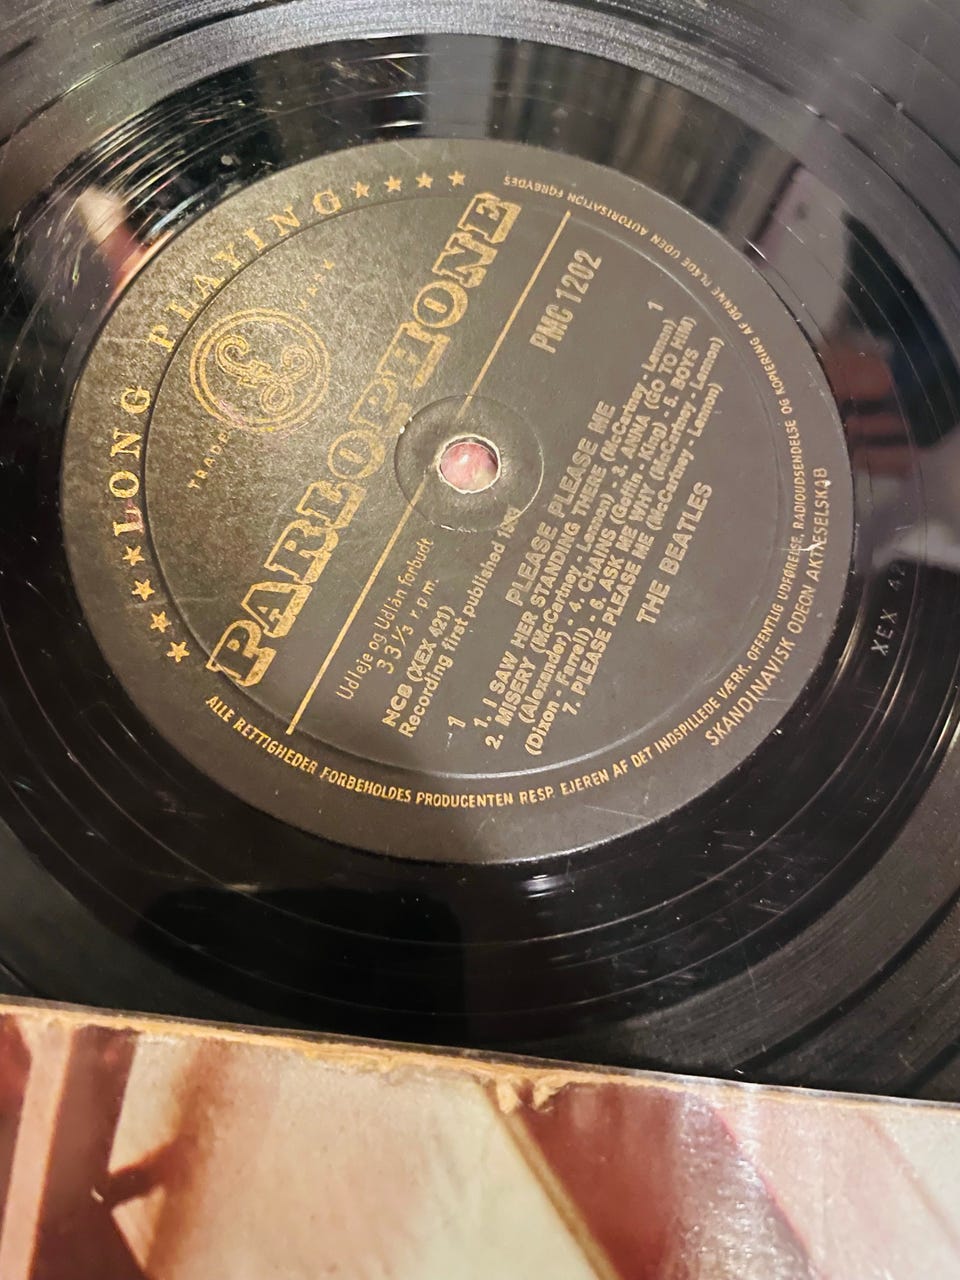 ★★★★ LONG PLAYING ★★★★
TRADE MARK
£
PARLOPHONE
Udleje og Udlån forbudt
33⅓ r.p.m.
NCB (XEX 421)
Recording first published
PMC 1202
1
1
PLEASE PLEASE ME
1. I SAW HER STANDING THERE (McCartney - Lennon)
2. MISERY (McCartney - Lennon) - 3. ANNA (GO TO HIM)
(Alexander) - 4. CHAINS (Goffin - King) - 5. BOYS
(Dixon - Farrell) - 6. ASK ME WHY (McCartney - Lennon)
7. PLEASE PLEASE ME (McCartney - Lennon)
THE BEATLES
ALLE RETTIGHEDER FORBEHOLDES PRODUCENTEN RESP. EJEREN AF DET INDSPILLEDE VÆRK. OFFENTLIG UDFØRELSE, RADIOUDSENDELSE OG KOPIERING AF DENNE PLADE UDEN AUTORISATION FORBYDES
SKANDINAVISK ODEON AKTIESELSKAB
XEX 42